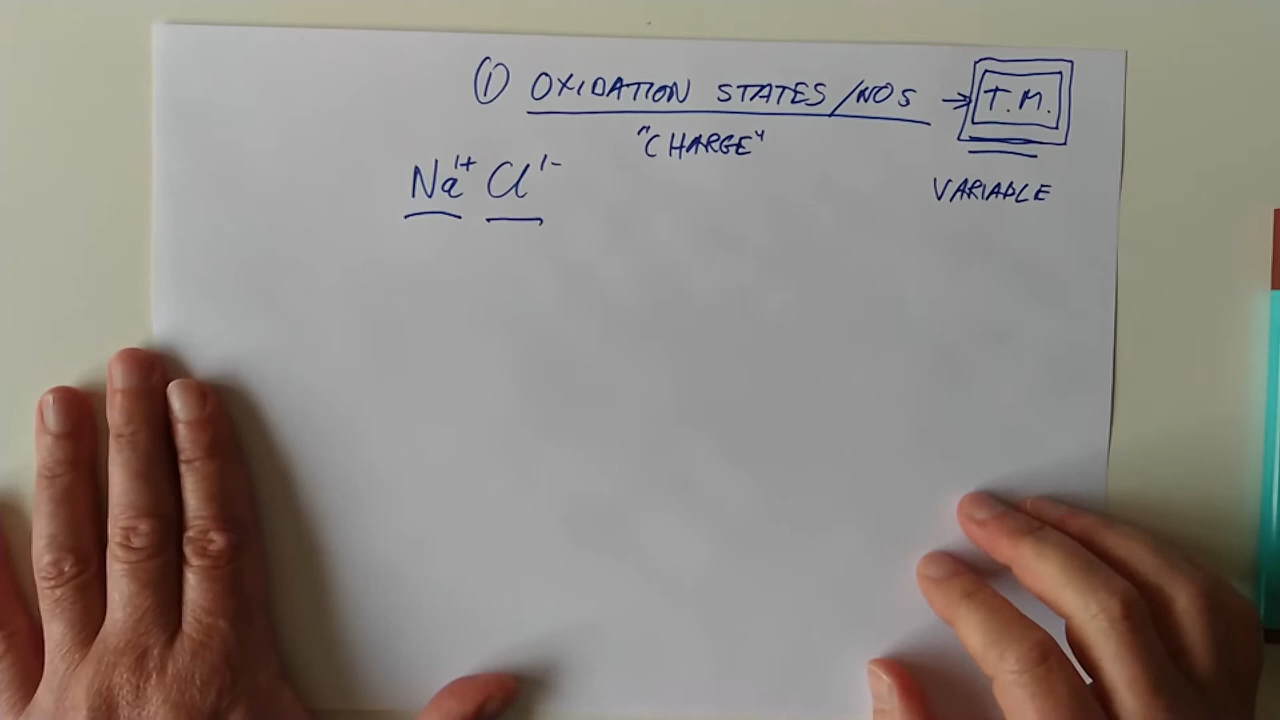 ① OXIDATION STATES/NOS → T.M.
"CHARGE"
VARIABLE
Na¹⁺ Cl¹⁻